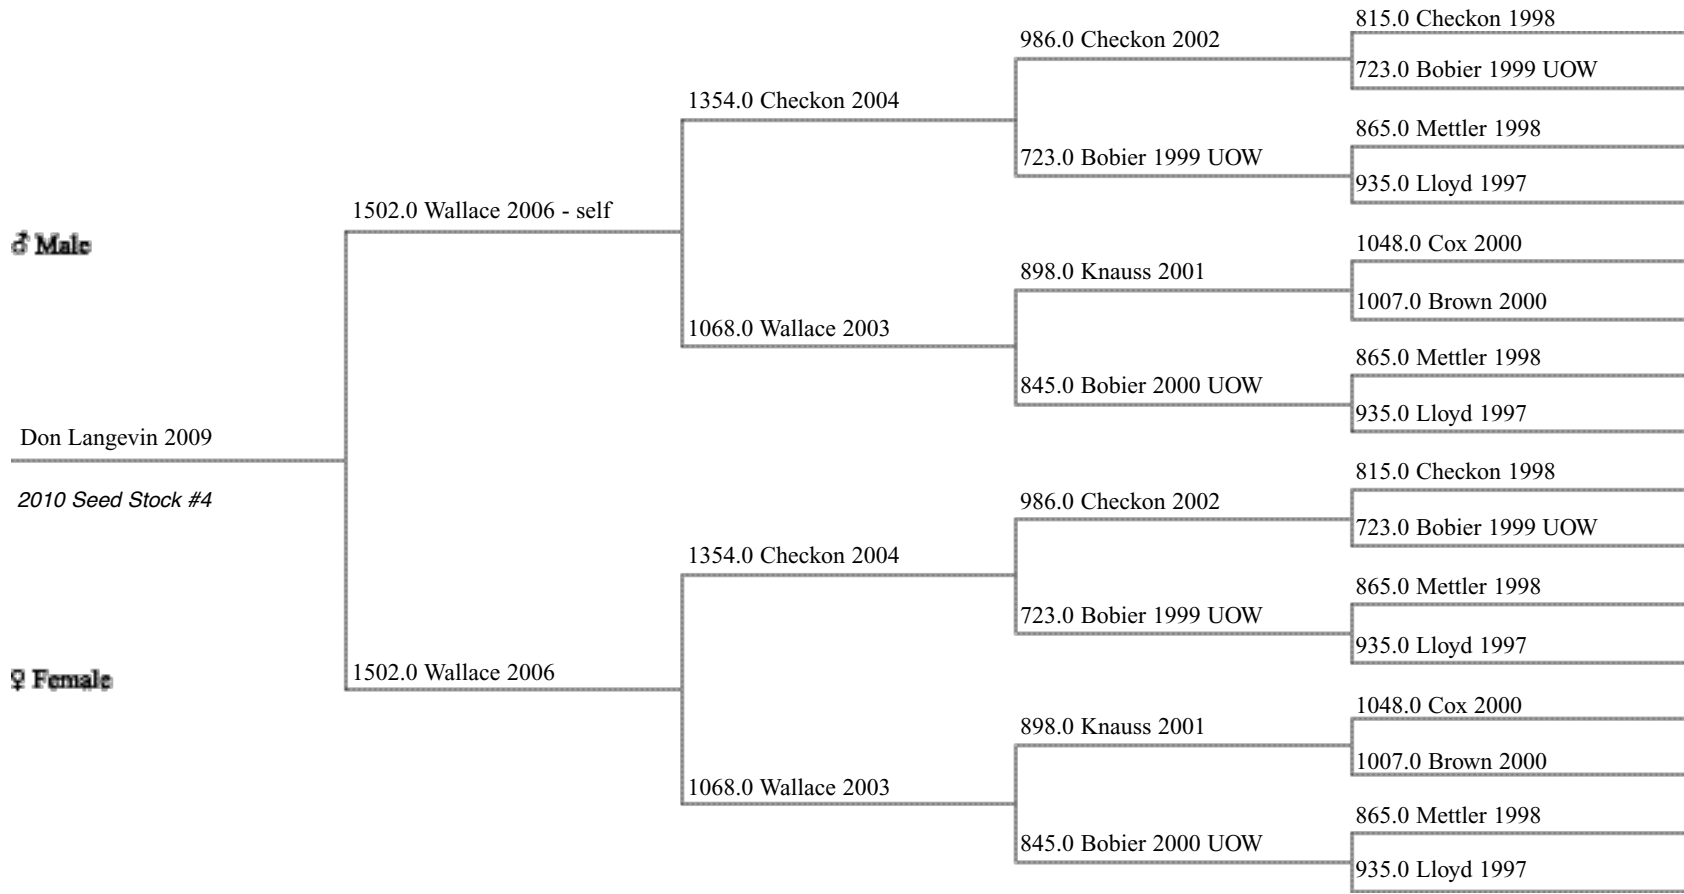 815.0 Checkon 1998
986.0 Checkon 2002
723.0 Bobier 1999 UOW
1354.0 Checkon 2004
865.0 Mettler 1998
723.0 Bobier 1999 UOW
935.0 Lloyd 1997
1502.0 Wallace 2006 - self
♂ Male
1048.0 Cox 2000
898.0 Knauss 2001
1007.0 Brown 2000
1068.0 Wallace 2003
865.0 Mettler 1998
845.0 Bobier 2000 UOW
935.0 Lloyd 1997
Don Langevin 2009
2010 Seed Stock #4
815.0 Checkon 1998
986.0 Checkon 2002
723.0 Bobier 1999 UOW
1354.0 Checkon 2004
865.0 Mettler 1998
723.0 Bobier 1999 UOW
935.0 Lloyd 1997
1502.0 Wallace 2006
♀ Female
1048.0 Cox 2000
898.0 Knauss 2001
1007.0 Brown 2000
1068.0 Wallace 2003
865.0 Mettler 1998
845.0 Bobier 2000 UOW
935.0 Lloyd 1997